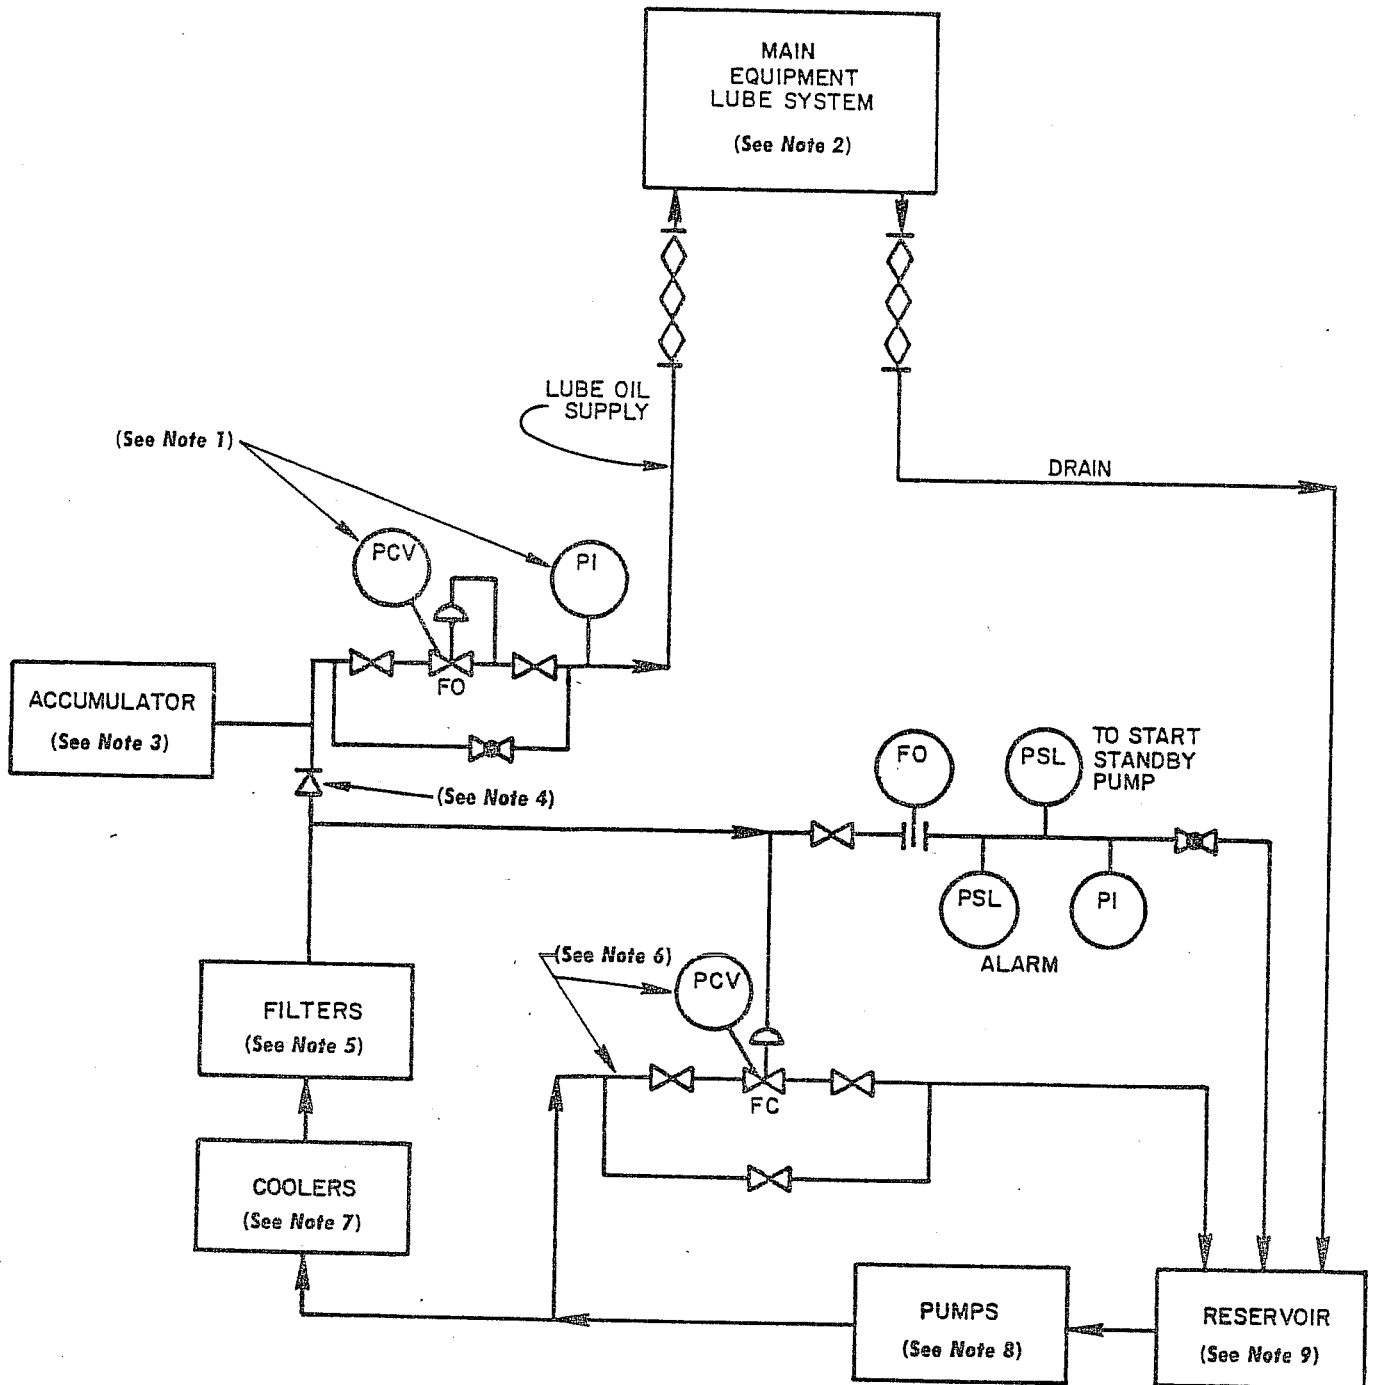 MAIN
EQUIPMENT
LUBE SYSTEM
(See Note 2)
LUBE OIL
SUPPLY
(See Note 1)
DRAIN
PCV
PI
FO
ACCUMULATOR
(See Note 3)
(See Note 4)
FO
PSL
TO START
STANDBY
PUMP
PSL
PI
ALARM
(See Note 6)
PCV
FC
FILTERS
(See Note 5)
COOLERS
(See Note 7)
PUMPS
(See Note 8)
RESERVOIR
(See Note 9)